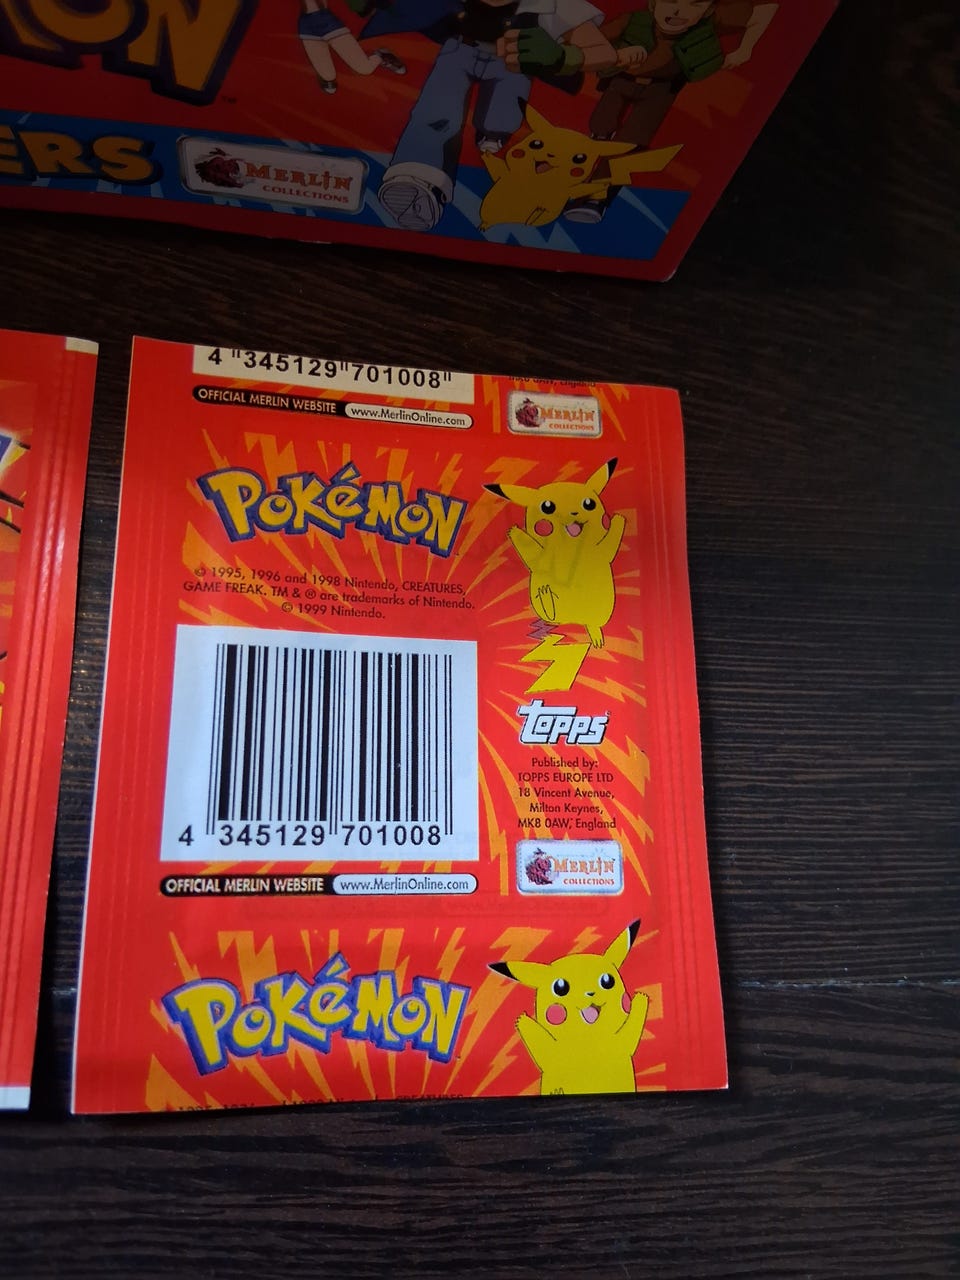 ON
ERS
MERLIN
COLLECTIONS
4 345129 701008
OFFICIAL MERLIN WEBSITE www.MerlinOnline.com
MERLIN
COLLECTIONS
POKéMON
© 1995, 1996 and 1998 Nintendo, CREATURES,
GAME FREAK. TM & ® are trademarks of Nintendo.
© 1999 Nintendo.
4 345129 701008
TOPPS
Published by:
TOPPS EUROPE LTD
18 Vincent Avenue,
Milton Keynes,
MK8 0AW, England
OFFICIAL MERLIN WEBSITE www.MerlinOnline.com
MERLIN
COLLECTIONS
POKéMON